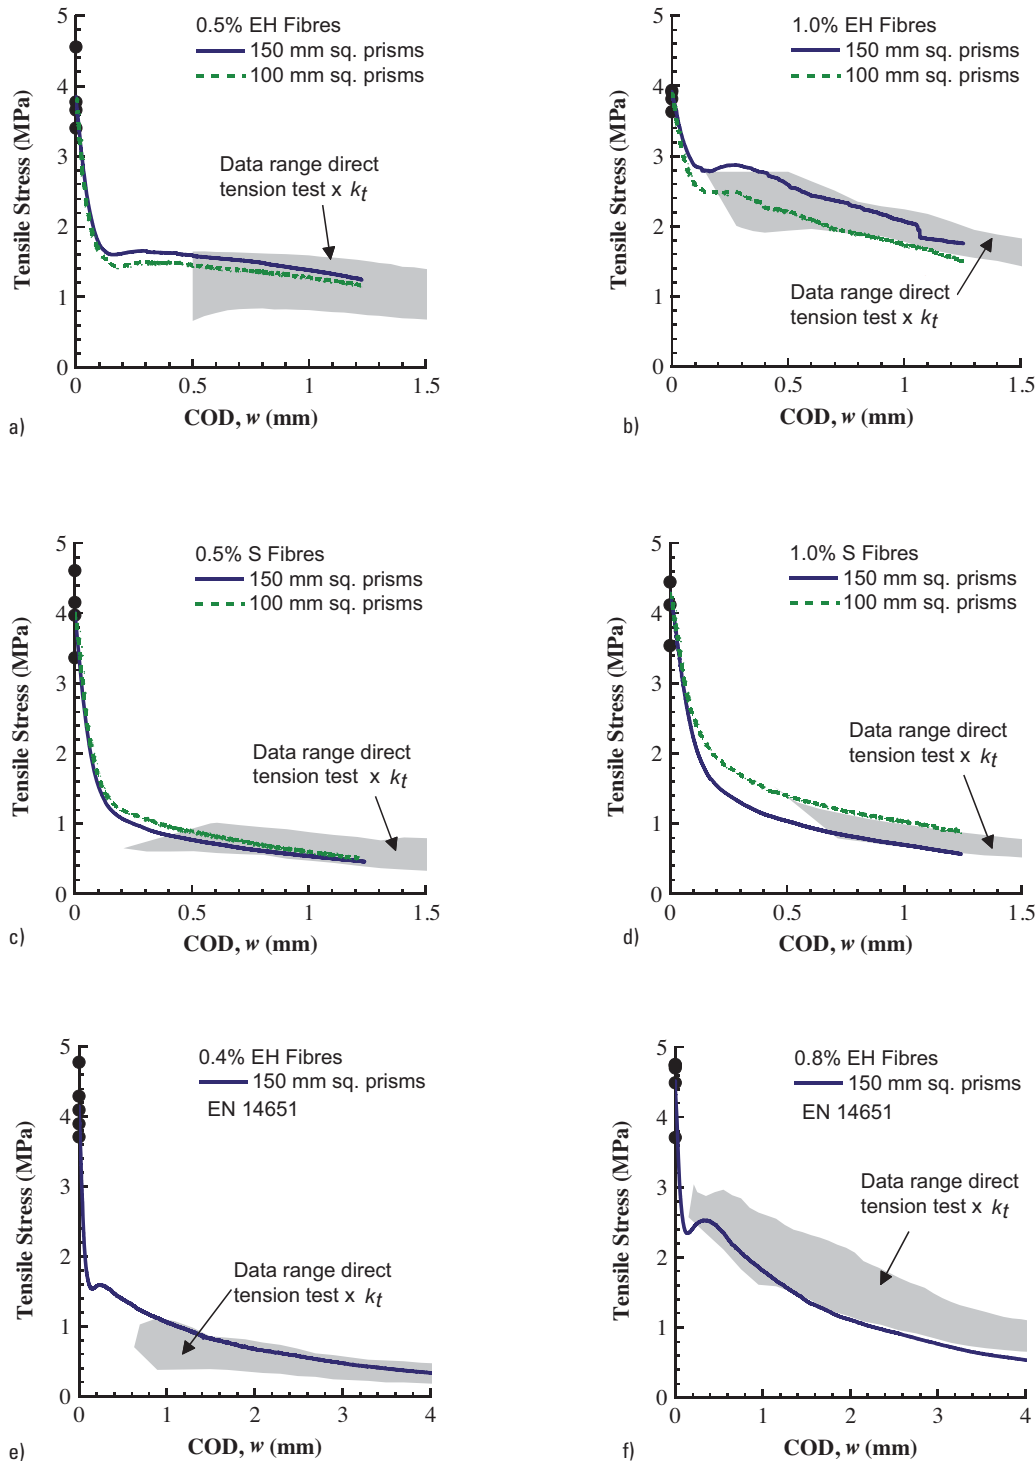 0.5% EH Fibres
150 mm sq. prisms
100 mm sq. prisms
Data range direct
tension test x kt
Tensile Stress (MPa)
5
4
3
2
1
0
0 0.5 1 1.5
COD, w (mm)
a)
1.0% EH Fibres
150 mm sq. prisms
100 mm sq. prisms
Data range direct
tension test x kt
Tensile Stress (MPa)
5
4
3
2
1
0
0 0.5 1 1.5
COD, w (mm)
b)
0.5% S Fibres
150 mm sq. prisms
100 mm sq. prisms
Data range direct
tension test x kt
Tensile Stress (MPa)
5
4
3
2
1
0
0 0.5 1 1.5
COD, w (mm)
c)
1.0% S Fibres
150 mm sq. prisms
100 mm sq. prisms
Data range direct
tension test x kt
Tensile Stress (MPa)
5
4
3
2
1
0
0 0.5 1 1.5
COD, w (mm)
d)
0.4% EH Fibres
150 mm sq. prisms
EN 14651
Data range direct
tension test x kt
Tensile Stress (MPa)
5
4
3
2
1
0
0 1 2 3 4
COD, w (mm)
e)
0.8% EH Fibres
150 mm sq. prisms
EN 14651
Data range direct
tension test x kt
Tensile Stress (MPa)
5
4
3
2
1
0
0 1 2 3 4
COD, w (mm)
f)